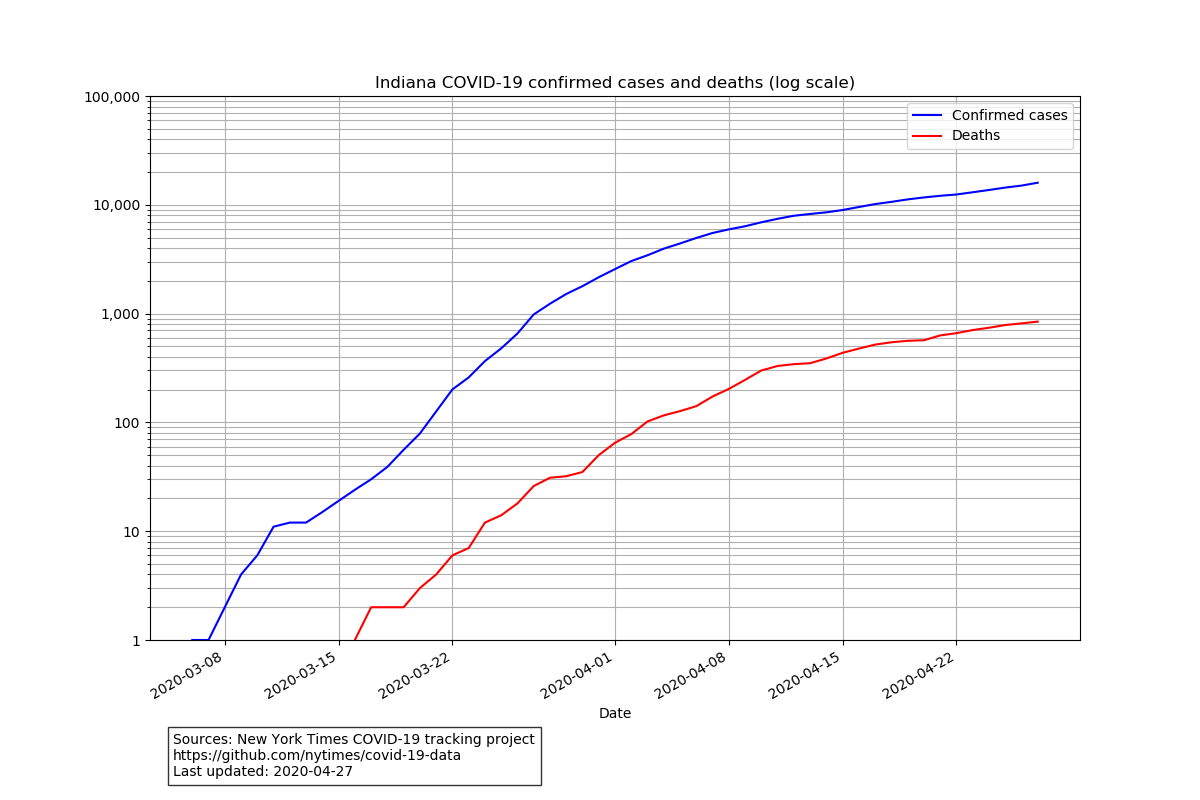 Indiana COVID-19 confirmed cases and deaths (log scale)
100,000
10,000
1,000
100
10
1
Confirmed cases
Deaths
2020-03-08
2020-03-15
2020-03-22
2020-04-01
2020-04-08
2020-04-15
2020-04-22
Date
Sources: New York Times COVID-19 tracking project
https://github.com/nytimes/covid-19-data
Last updated: 2020-04-27